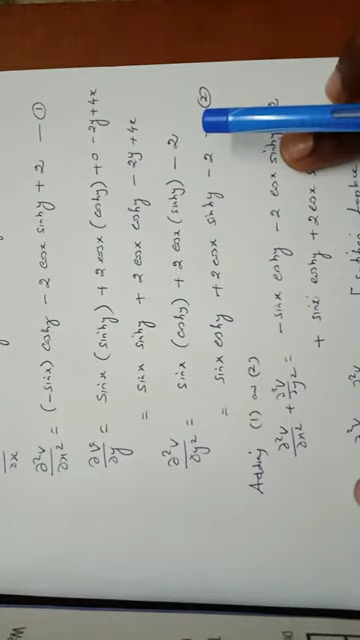 ∂x
∂²v/∂x² = (-sinx) coshy - 2 cosx sinhy + 2 — ①
∂v/∂y = sinx (sinhy) + 2 cosx (coshy) + 0 - 2y + 4x
= sinx sinhy + 2 cosx coshy - 2y + 4x
∂²v/∂y² = sinx (coshy) + 2 cosx (sinhy) - 2
= sinx coshy + 2 cosx sinhy - 2 - ②
Adding (1) &
∂²v/∂x² + ∂²v/∂y² = -sinx coshy - 2 cosx sinhy
+ sinx coshy + 2 cosx
∂²v ∂²v